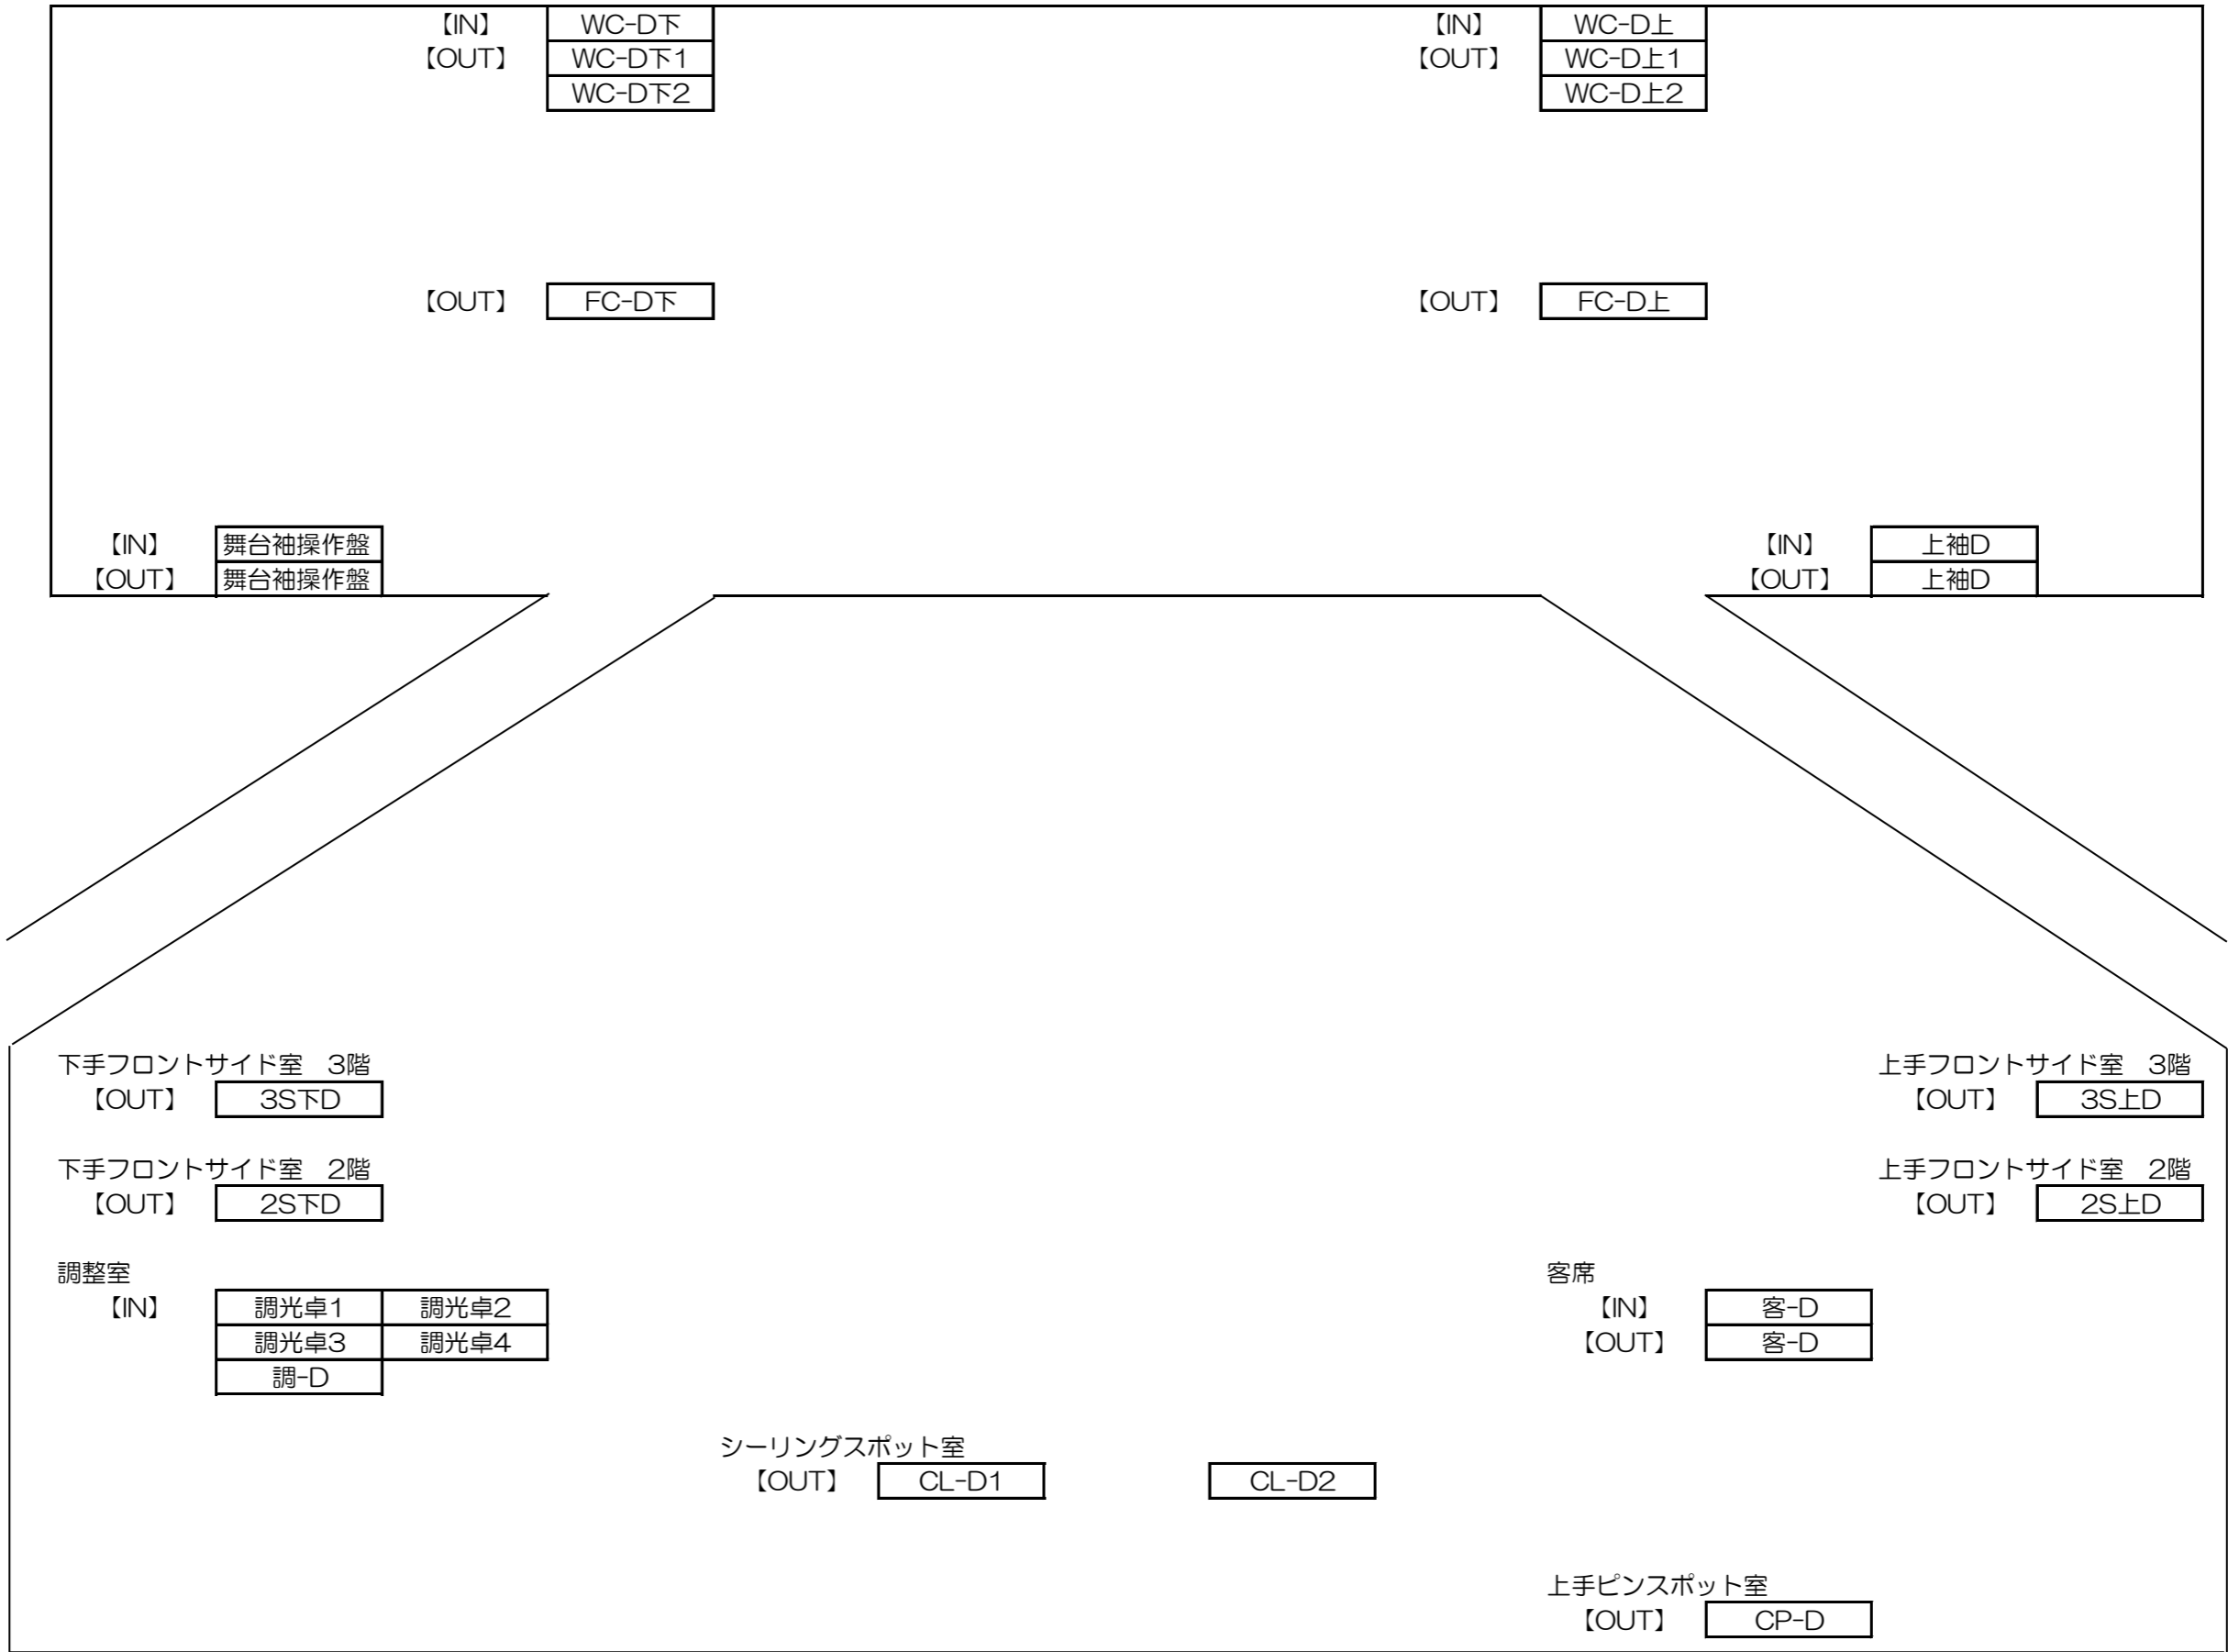 【IN】 WC-D下 【IN】 WC-D上
【OUT】 WC-D下1 【OUT】 WC-D上1
WC-D下2 WC-D上2
【OUT】 FC-D下 【OUT】 FC-D上
【IN】 舞台袖操作盤 【IN】 上袖D
【OUT】 舞台袖操作盤 【OUT】 上袖D
下手フロントサイド室　3階 上手フロントサイド室　3階
【OUT】 3S下D 【OUT】 3S上D
下手フロントサイド室　2階 上手フロントサイド室　2階
【OUT】 2S下D 【OUT】 2S上D
調整室 客席
【IN】 調光卓1 調光卓2 【IN】 客-D
調光卓3 調光卓4 【OUT】 客-D
調-D
シーリングスポット室
【OUT】 CL-D1 CL-D2
上手ピンスポット室
【OUT】 CP-D